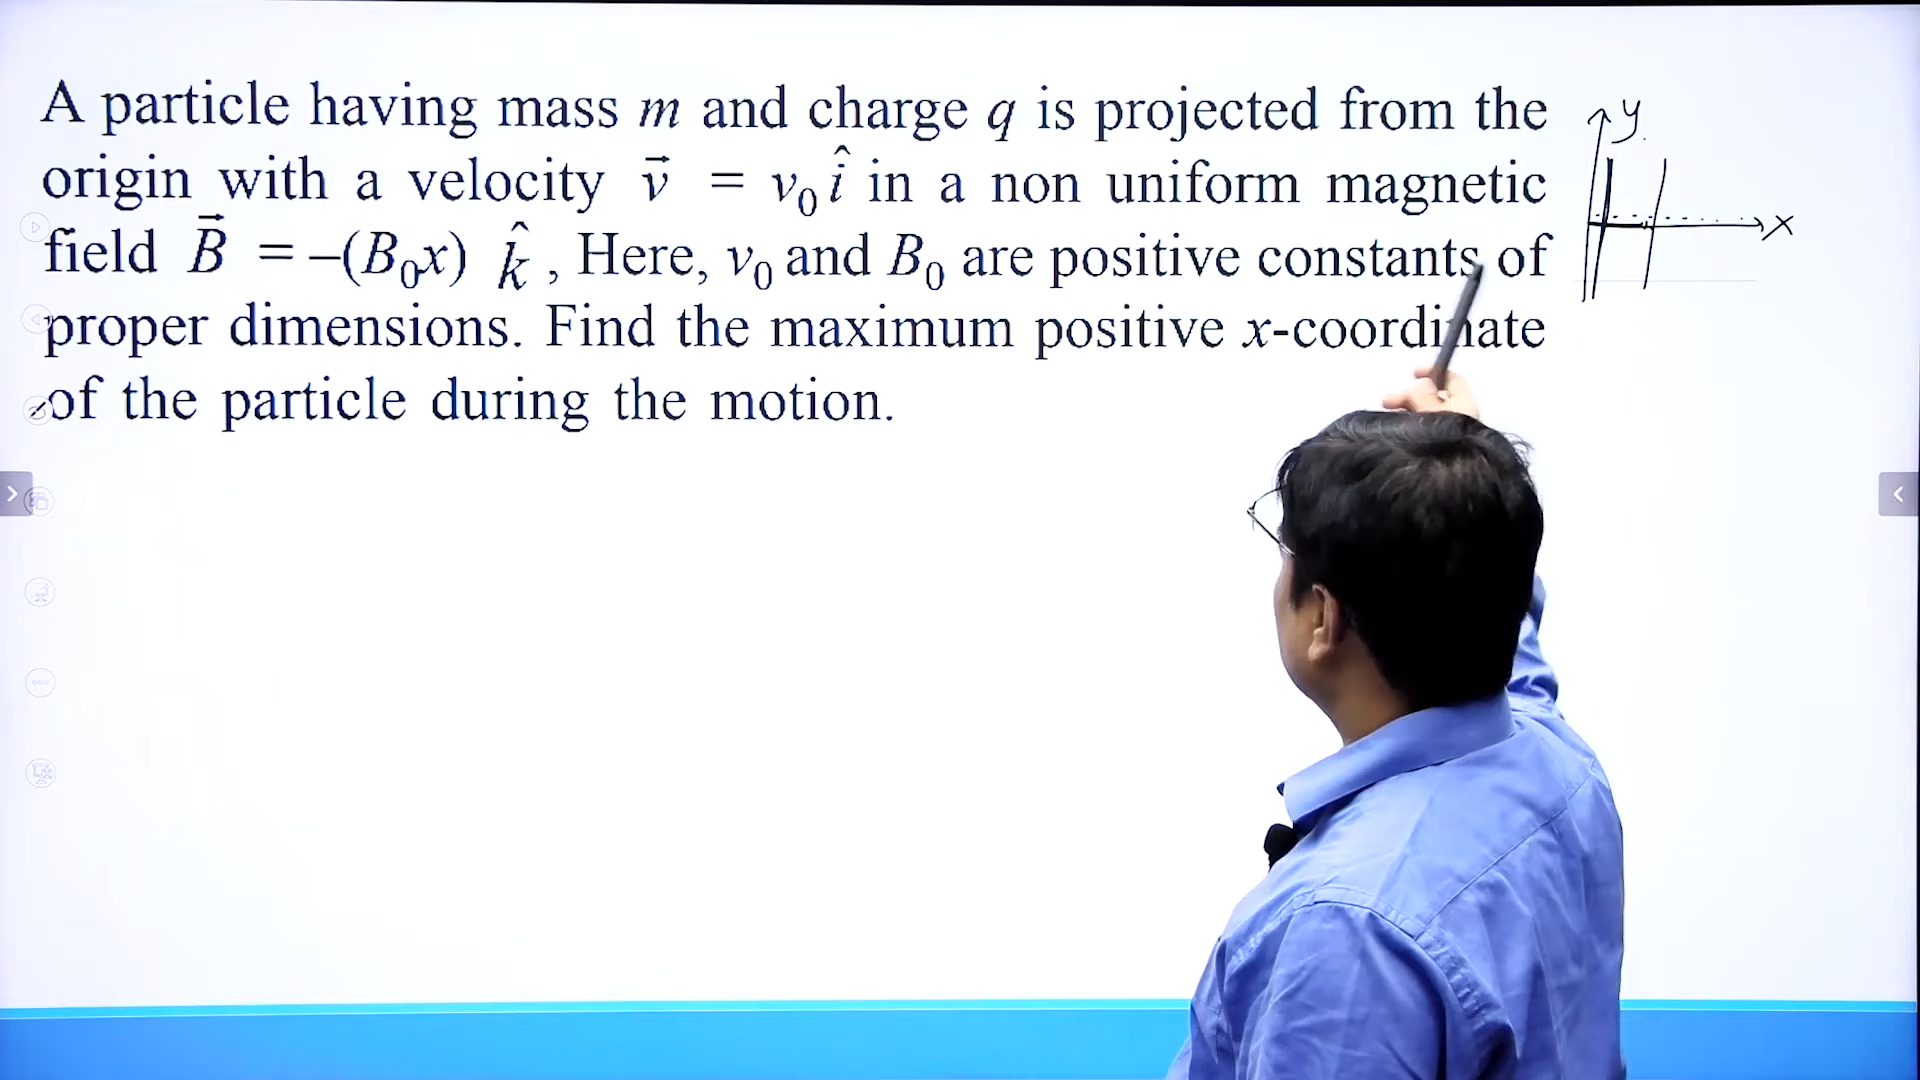 A particle having mass m and charge q is projected from the
origin with a velocity v⃗ = v₀ î in a non uniform magnetic
field B⃗ = –(B₀x) k̂ , Here, v₀ and B₀ are positive constants of
proper dimensions. Find the maximum positive x-coordinate
of the particle during the motion.
y
x